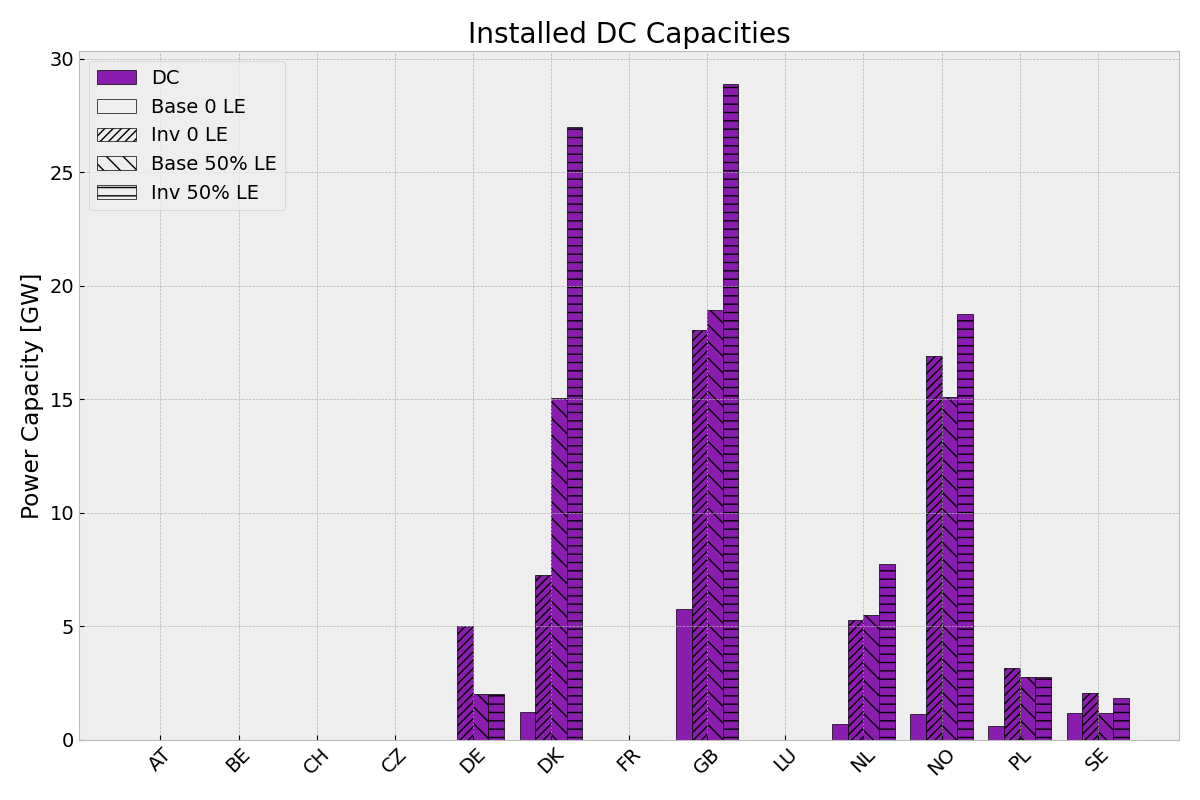 Installed DC Capacities
Power Capacity [GW]
30
25
20
15
10
5
0
DC
Base 0 LE
Inv 0 LE
Base 50% LE
Inv 50% LE
AT
BE
CH
CZ
DE
DK
FR
GB
LU
NL
NO
PL
SE